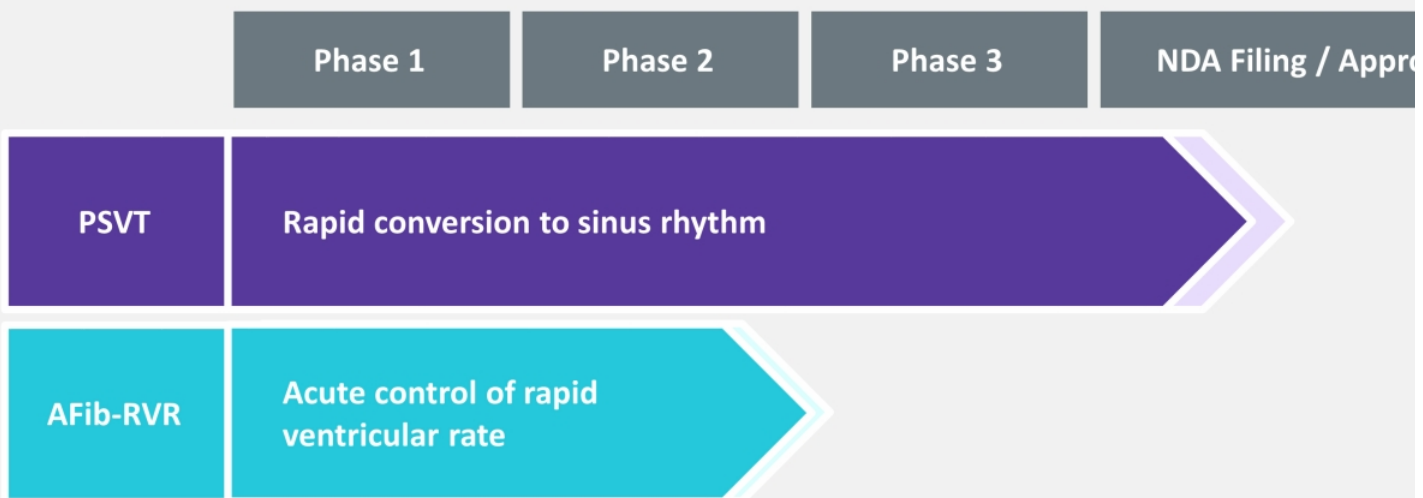 Phase 1
Phase 2
Phase 3
NDA Filing / Appro
PSVT
Rapid conversion to sinus rhythm
AFib-RVR
Acute control of rapid
ventricular rate